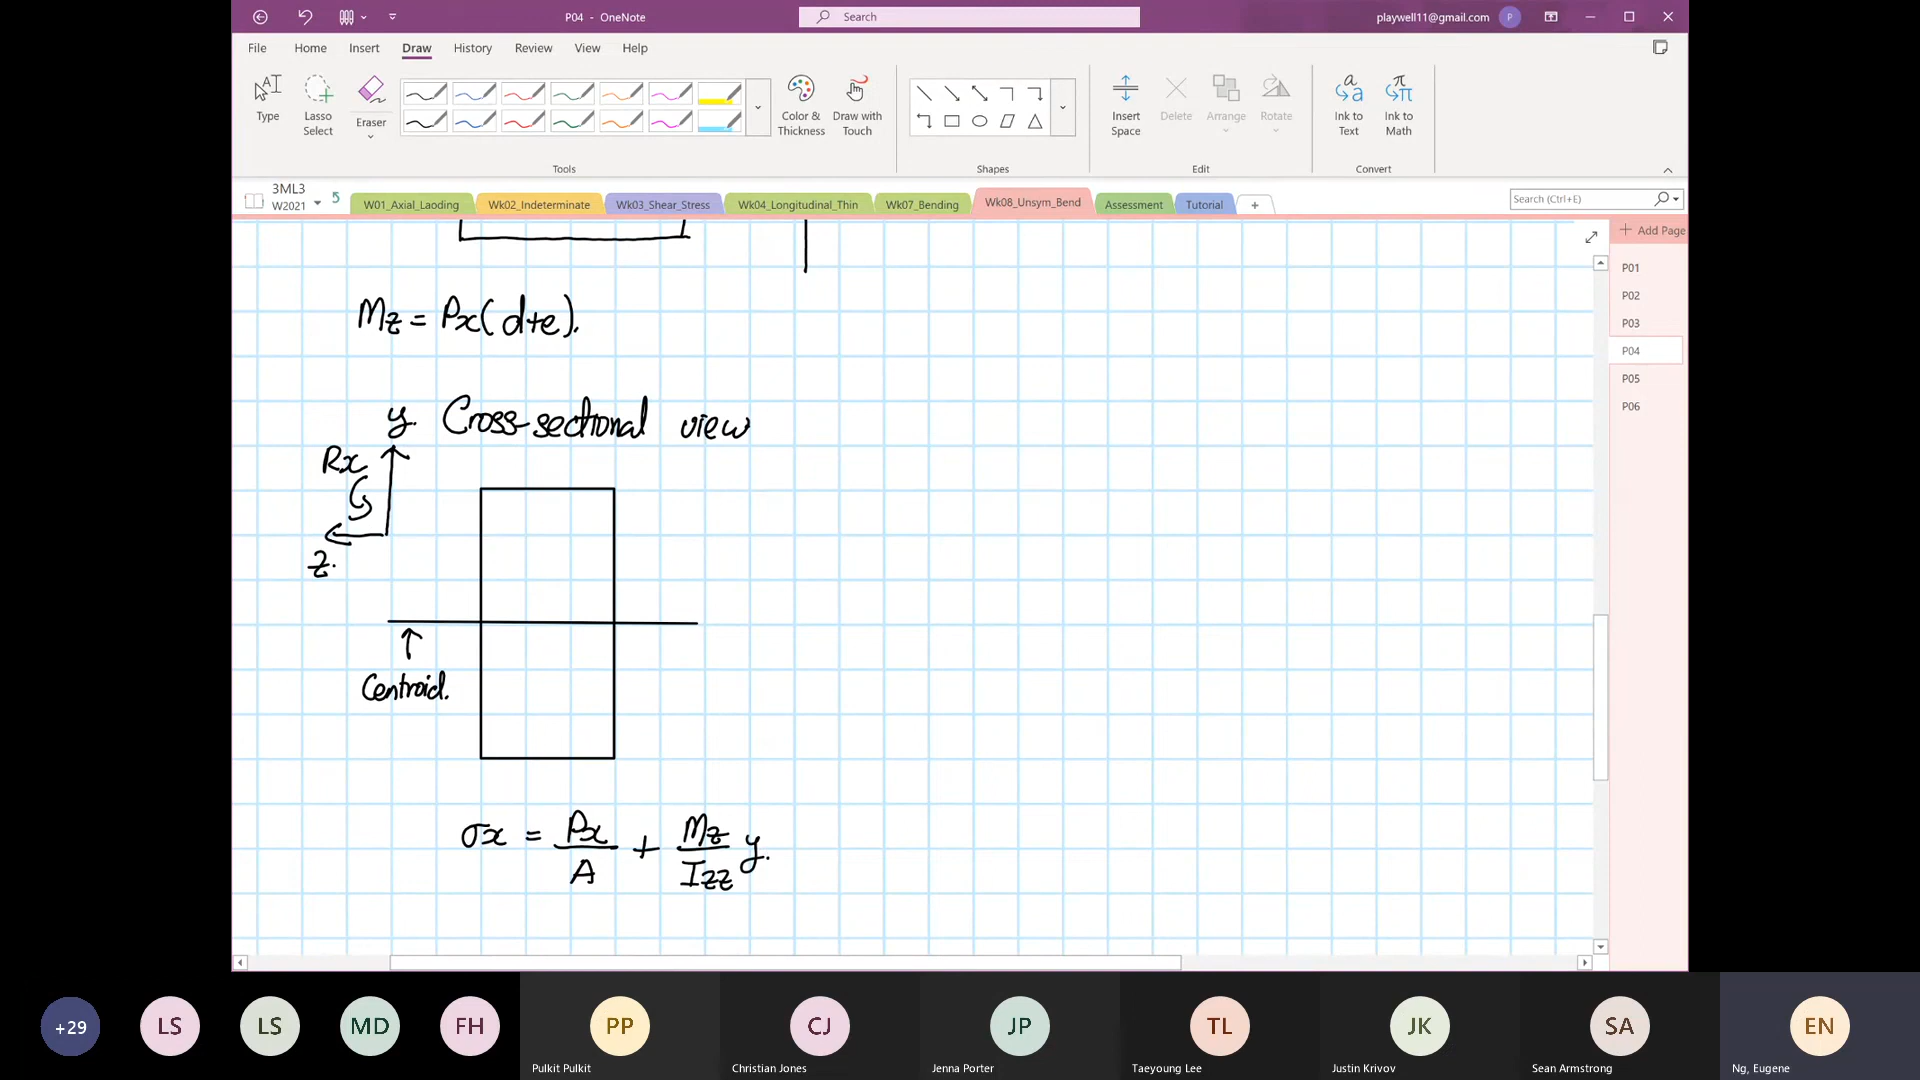 P04 - OneNote
Search
playwell11@gmail.com
P
File Home Insert Draw History Review View Help
Type
Lasso Select
Eraser
Color & Thickness
Draw with Touch
Insert Space
Delete
Arrange
Rotate
Ink to Text
Ink to Math
Tools
Shapes
Edit
Convert
3ML3 W2021
W01_Axial_Laoding
Wk02_Indeterminate
Wk03_Shear_Stress
Wk04_Longitudinal_Thin
Wk07_Bending
Wk08_Unsym_Bend
Assessment
Tutorial
+
Search (Ctrl+E)
Add Page
P01
P02
P03
P04
P05
P06
Mz = Px(d+e).
y. Cross-sectional view
Rx
z.
Centroid.
σx = Px/A + Mz/Izz y.
+29
LS
LS
MD
FH
PP
Pulkit Pulkit
CJ
Christian Jones
JP
Jenna Porter
TL
Taeyoung Lee
JK
Justin Krivov
SA
Sean Armstrong
EN
Ng, Eugene